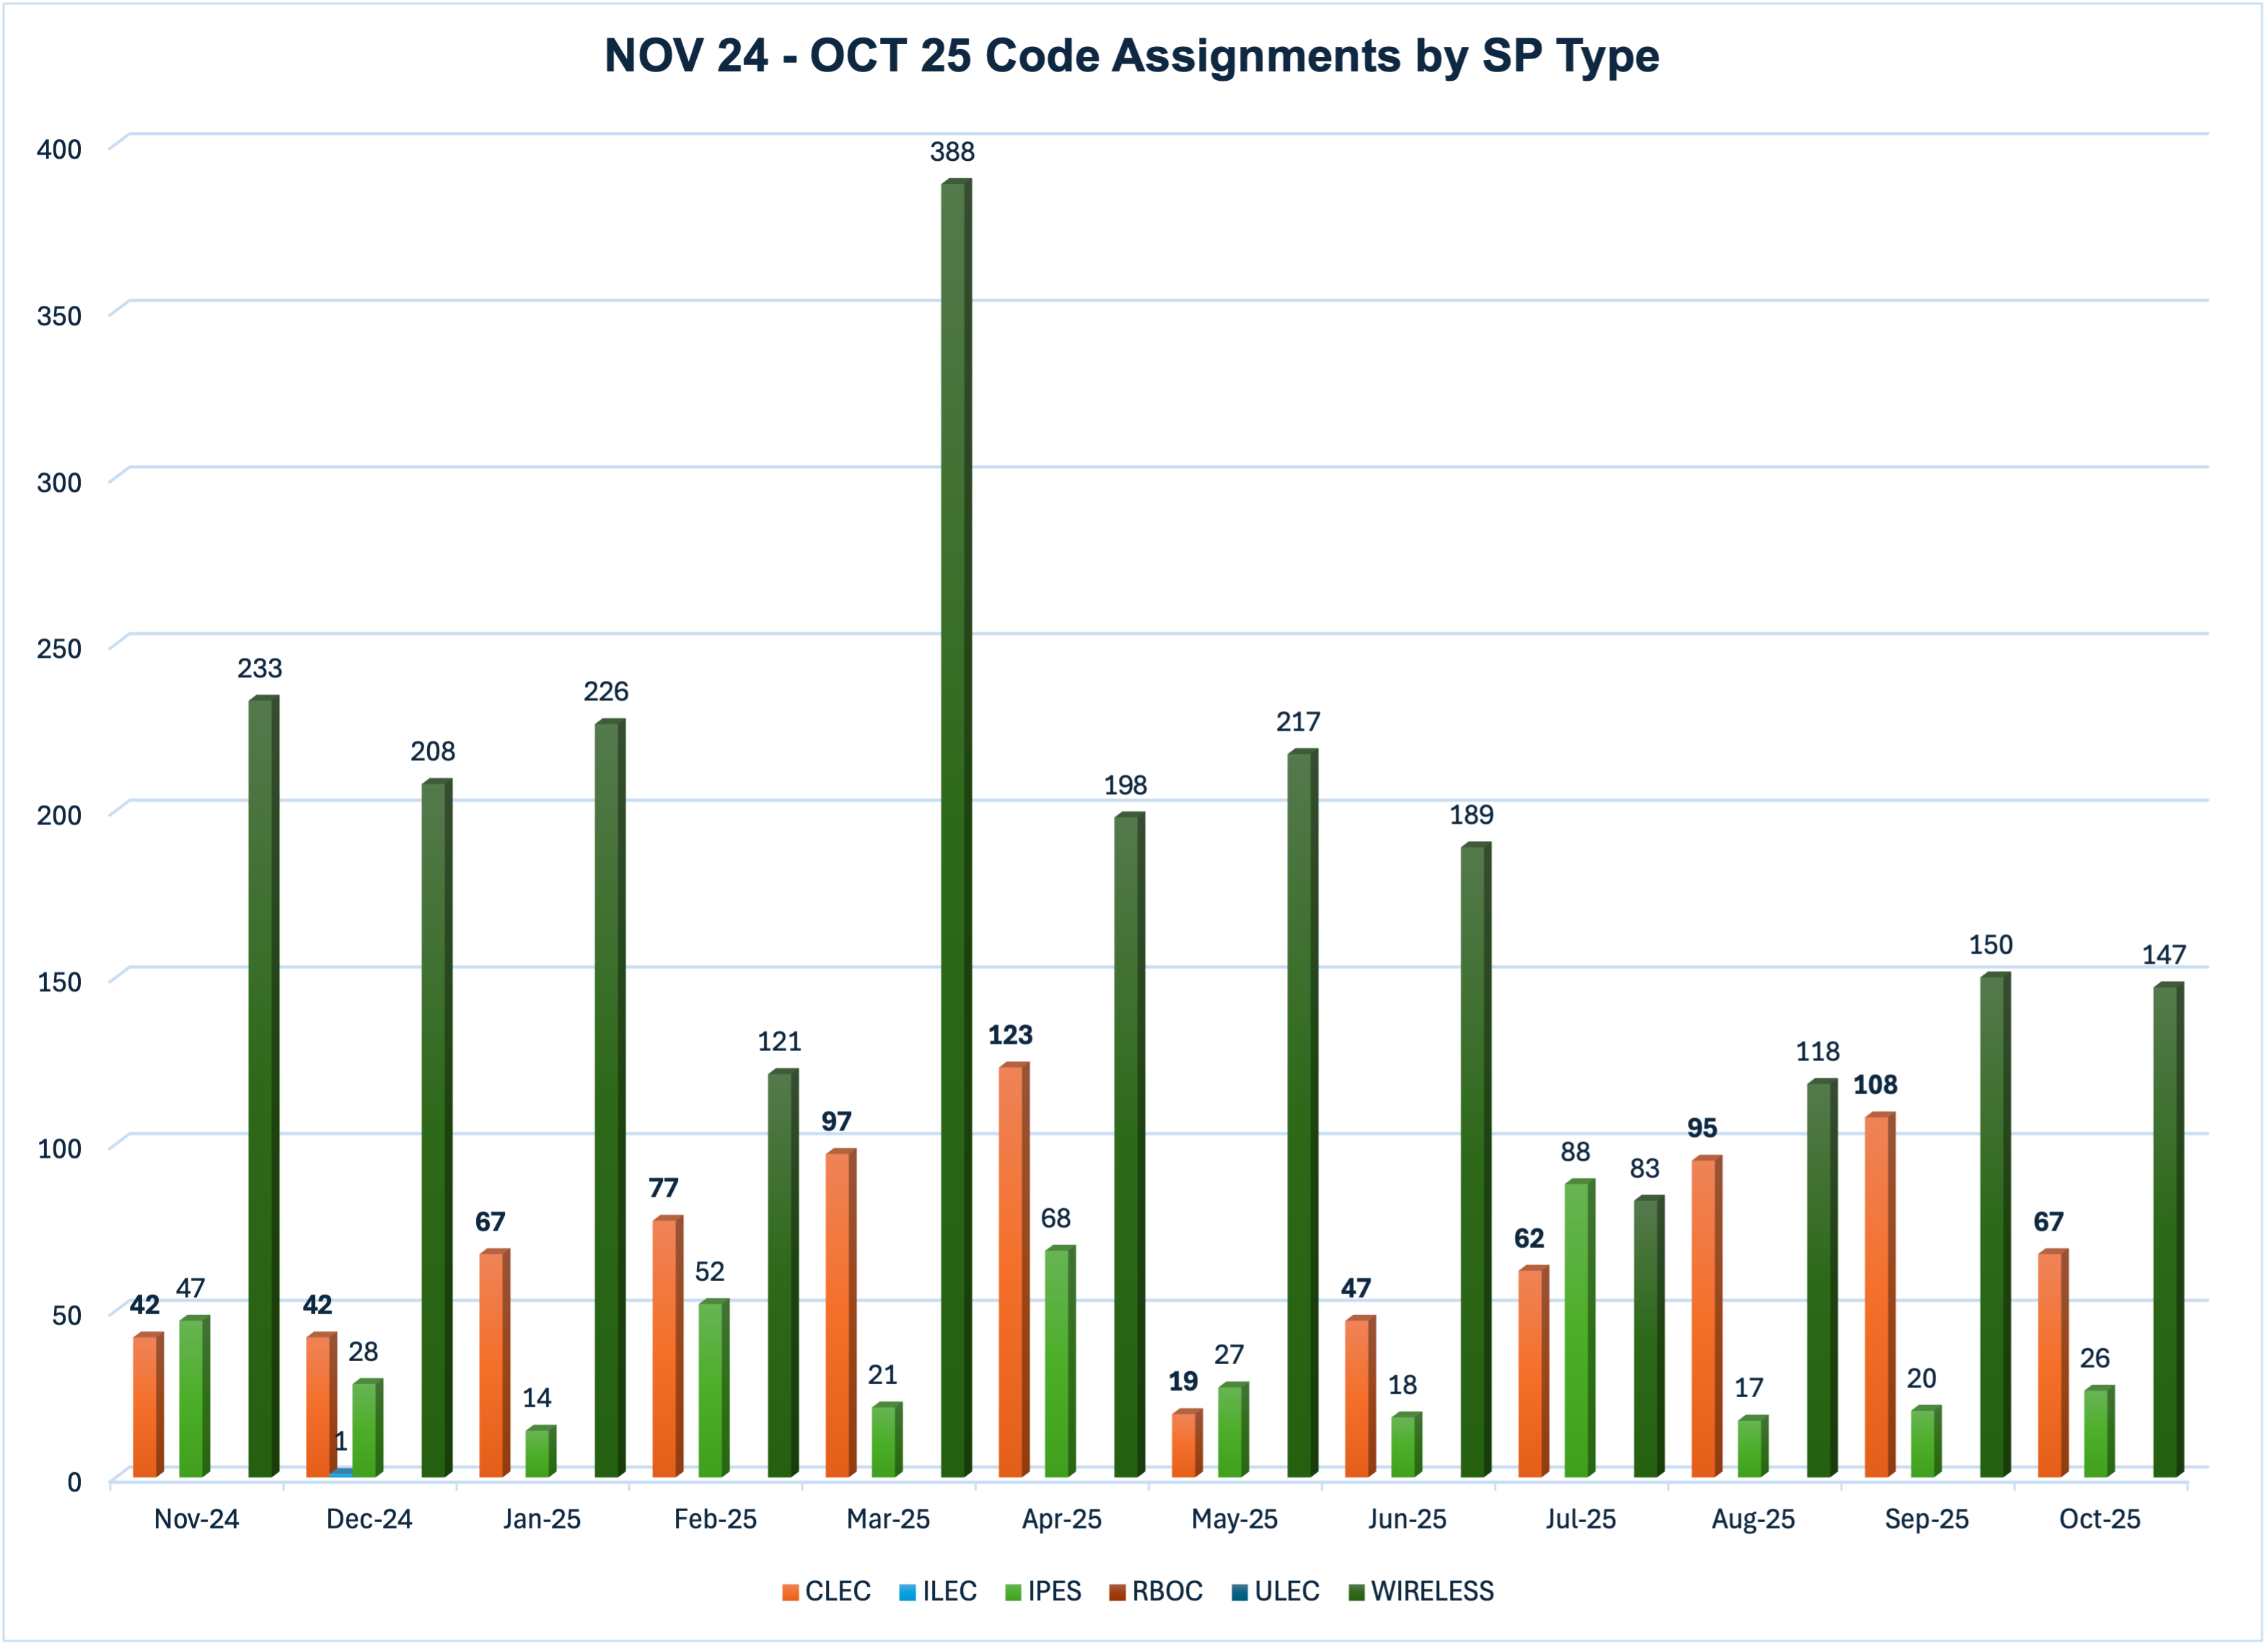 NOV 24 - OCT 25 Code Assignments by SP Type
400
350
300
250
200
150
100
50
0
42 47 233
42 1 28 208
67 14 226
77 52 121
97 21 388
123 68 198
19 27 217
47 18 189
62 88 83
95 17 118
108 20 150
67 26 147
Nov-24 Dec-24 Jan-25 Feb-25 Mar-25 Apr-25 May-25 Jun-25 Jul-25 Aug-25 Sep-25 Oct-25
CLEC ILEC IPES RBOC ULEC WIRELESS